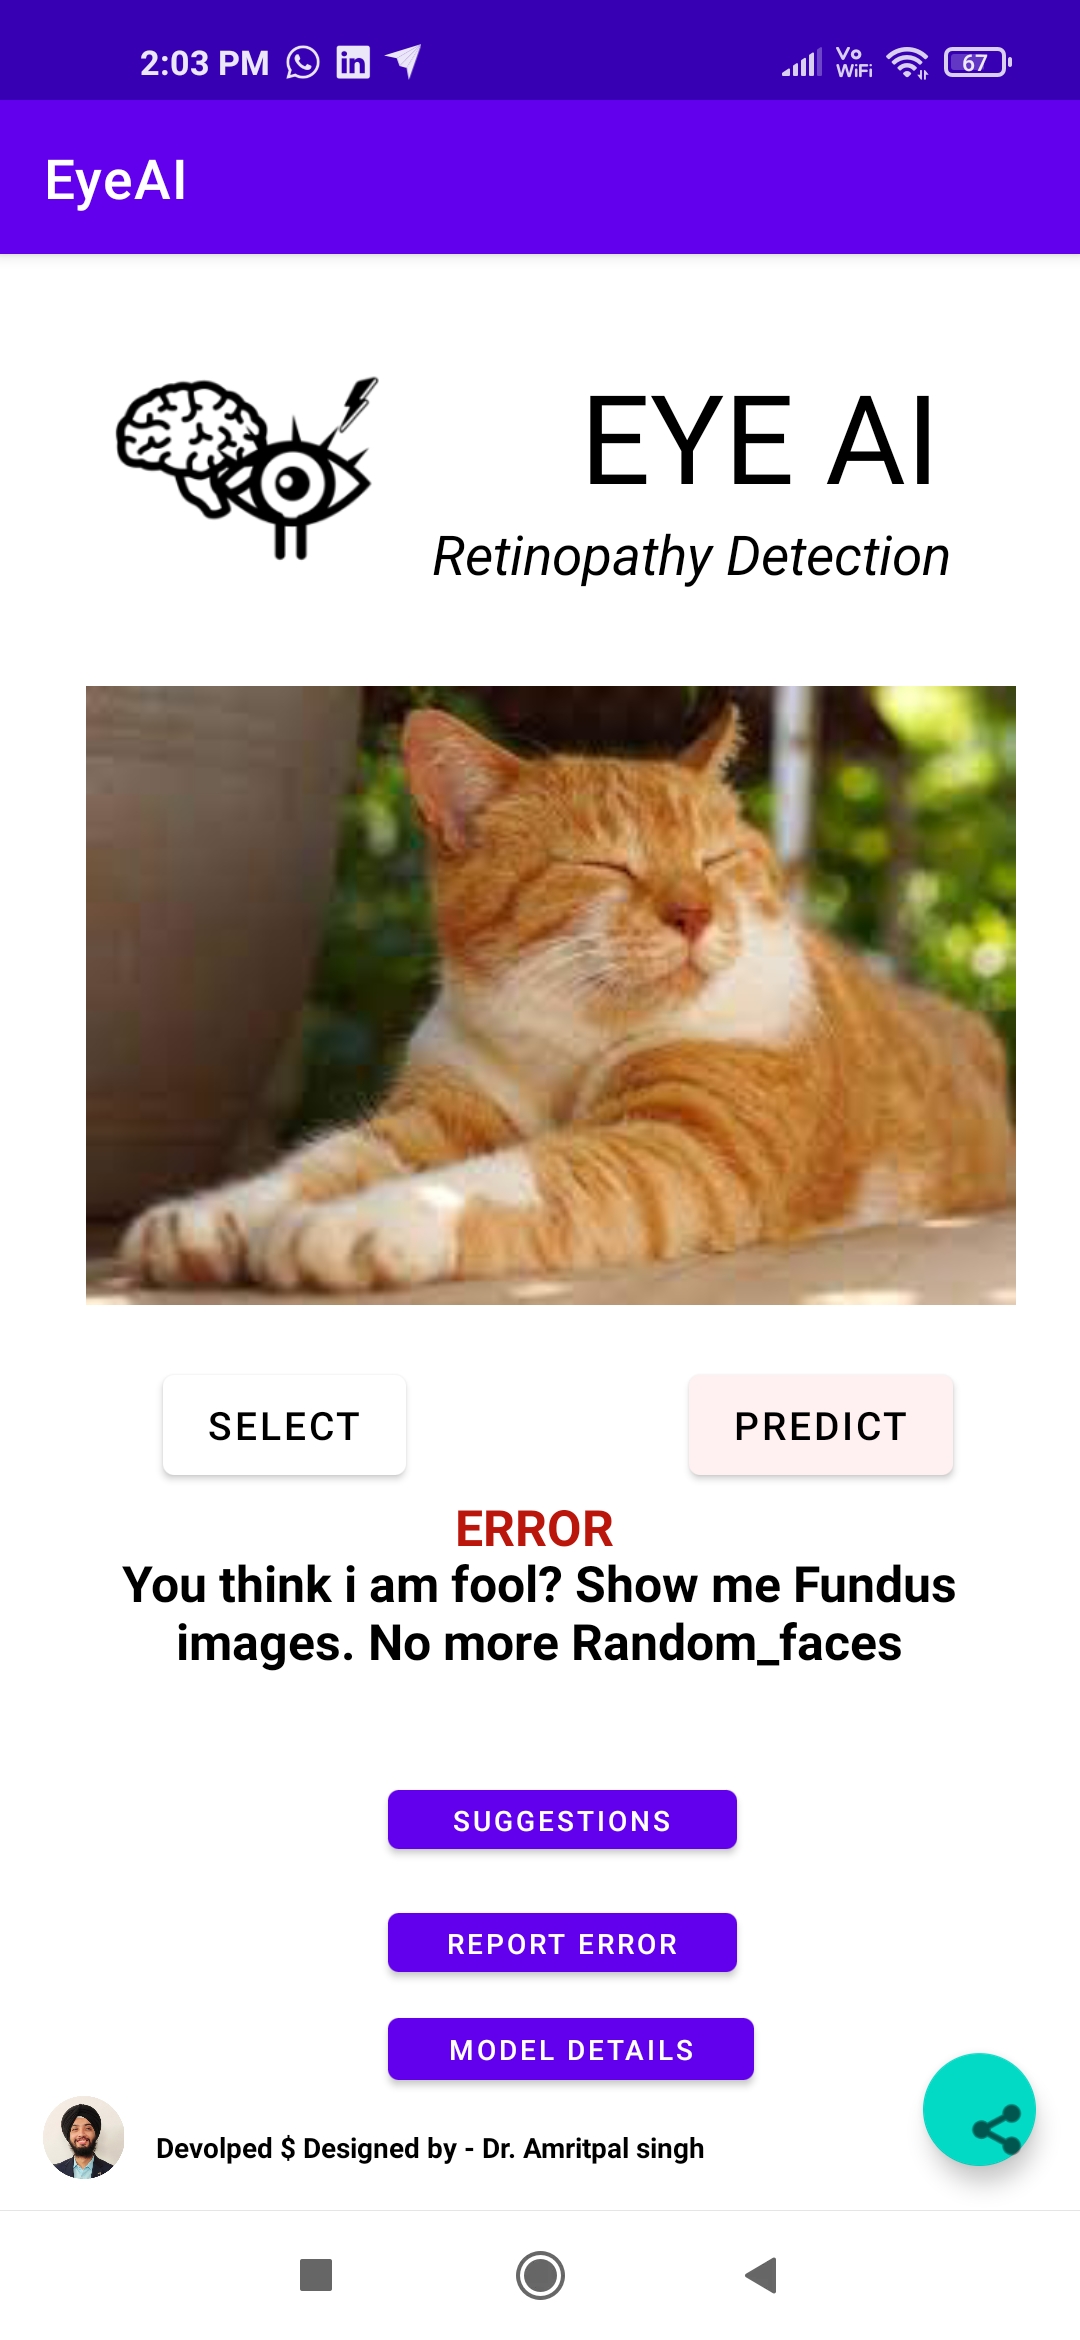 2:03 PM
Vo
WiFi
67
EyeAI
EYE AI
Retinopathy Detection
SELECT
PREDICT
ERROR
You think i am fool? Show me Fundus
images. No more Random_faces
SUGGESTIONS
REPORT ERROR
MODEL DETAILS
Devolped $ Designed by - Dr. Amritpal singh